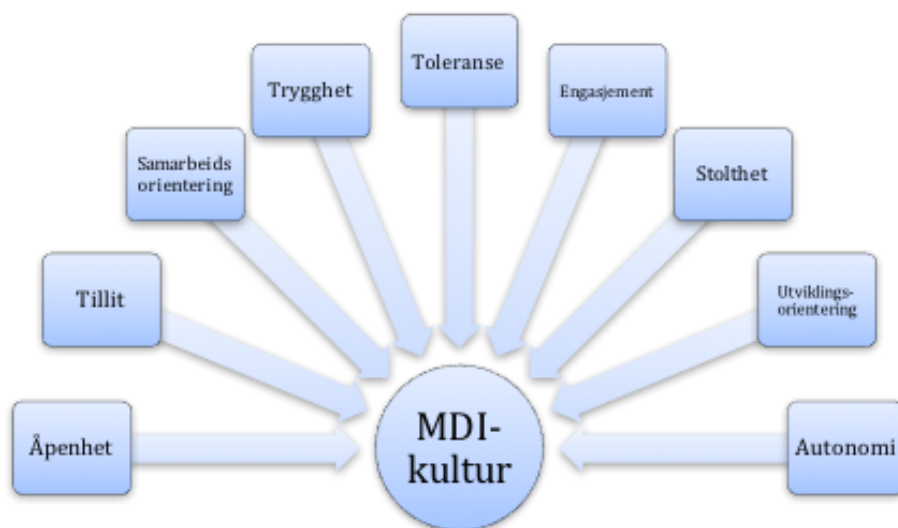 Toleranse
Trygghet
Engasjement
Samarbeids
orientering
Stolthet
Tillit
Utviklings-
orientering
Åpenhet
MDI-
kultur
Autonomi